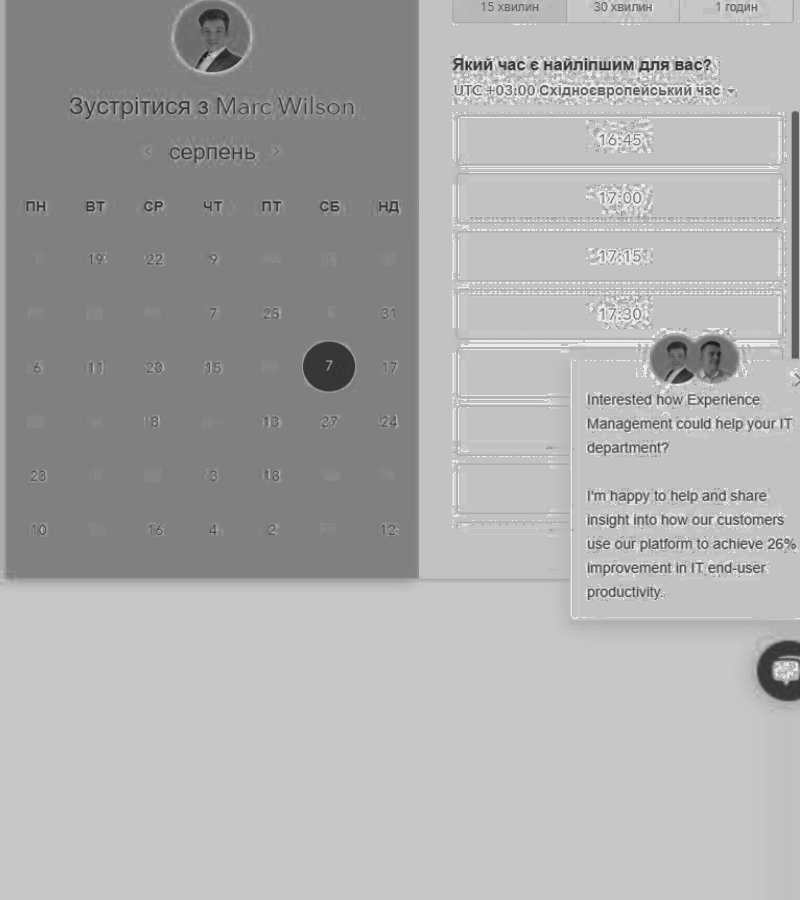 15 хвилин
30 хвилин
1 годин
Зустрітися з Marc Wilson
серпень
ПН ВТ СР ЧТ ПТ СБ НД
19 22 9
7 25 31
6 11 20 15 7 17
8 13 27 24
23 3 18
10 16 4 2 12
Який час є найліпшим для вас?
UTC +03:00 Східноєвропейський час
16:45
17:00
17:15
17:30
Interested how Experience
Management could help your IT
department?
I'm happy to help and share
insight into how our customers
use our platform to achieve 26%
improvement in IT end-user
productivity.